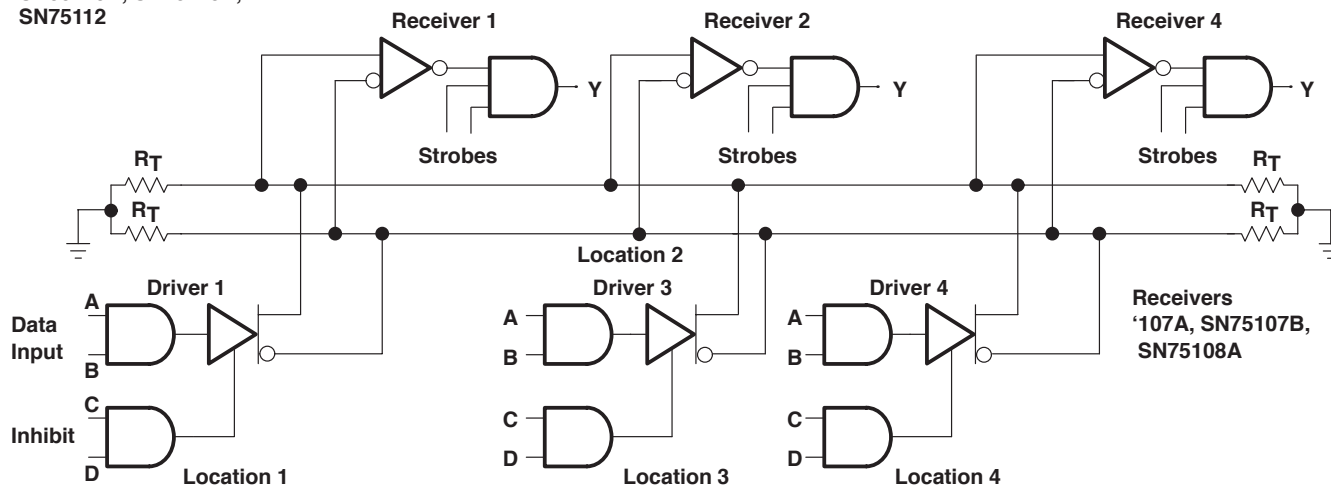 SN75112
Receiver 1
Receiver 2
Receiver 4
Y
Y
Y
Strobes
Strobes
Strobes
RT
RT
RT
RT
Location 2
Driver 1
Driver 3
Driver 4
Data
Input
A
B
A
B
A
B
Receivers
‘107A, SN75107B,
SN75108A
Inhibit
C
D
C
D
C
D
Location 1
Location 3
Location 4